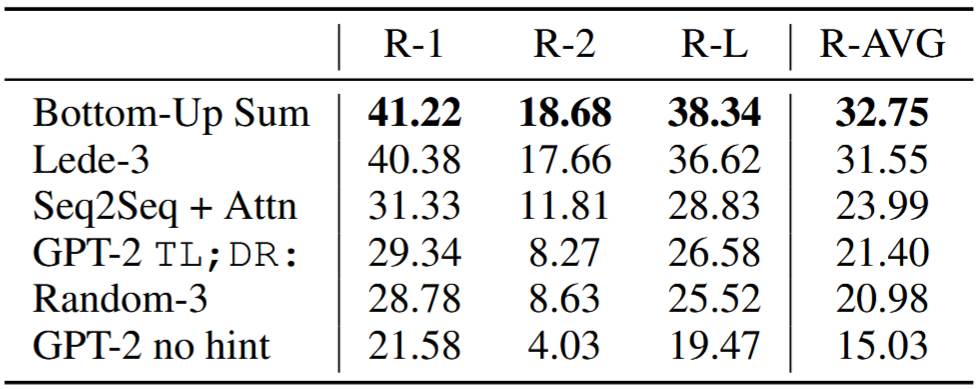 R-1 R-2 R-L R-AVG
Bottom-Up Sum 41.22 18.68 38.34 32.75
Lede-3 40.38 17.66 36.62 31.55
Seq2Seq + Attn 31.33 11.81 28.83 23.99
GPT-2 TL;DR: 29.34 8.27 26.58 21.40
Random-3 28.78 8.63 25.52 20.98
GPT-2 no hint 21.58 4.03 19.47 15.03